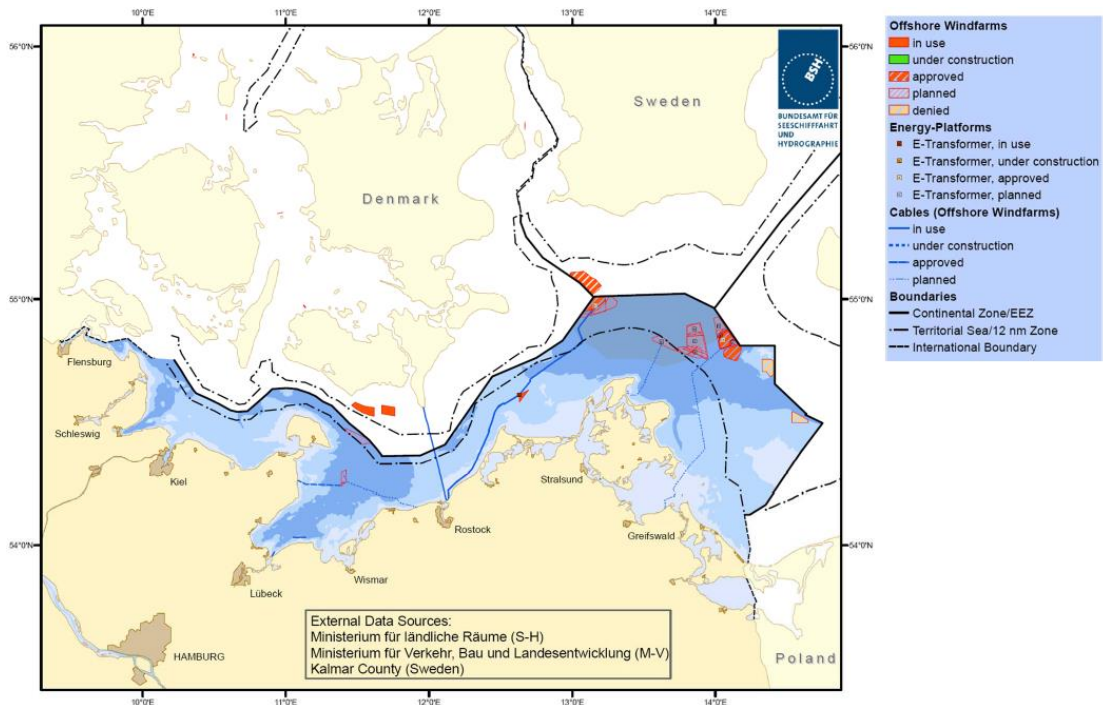 10°0'E 11°0'E 12°0'E 13°0'E 14°0'E
56°0'N 56°0'N
Sweden
BSH
BUNDESAMT FÜR
SEESCHIFFFAHRT
UND
HYDROGRAPHIE
Denmark
55°0'N 55°0'N
Flensburg
Schleswig
Kiel
Stralsund
Rostock
Greifswald
54°0'N 54°0'N
Wismar
Lübeck
HAMBURG
Poland
External Data Sources:
Ministerium für ländliche Räume (S-H)
Ministerium für Verkehr, Bau und Landesentwicklung (M-V)
Kalmar County (Sweden)
10°0'E 11°0'E 12°0'E 13°0'E 14°0'E
Offshore Windfarms
in use
under construction
approved
planned
denied
Energy-Platforms
E-Transformer, in use
E-Transformer, under construction
E-Transformer, approved
E-Transformer, planned
Cables (Offshore Windfarms)
in use
under construction
approved
planned
Boundaries
Continental Zone/EEZ
Territorial Sea/12 nm Zone
International Boundary